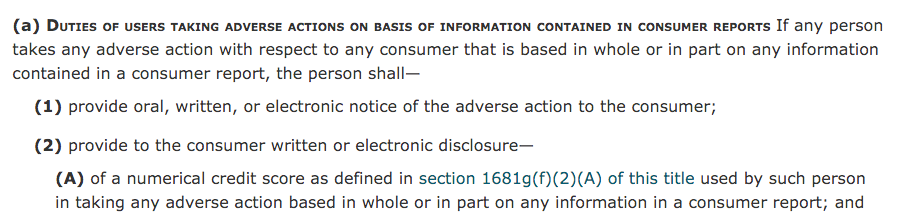 (a) Duties of users taking adverse actions on basis of information contained in consumer reports If any person
takes any adverse action with respect to any consumer that is based in whole or in part on any information
contained in a consumer report, the person shall—
(1) provide oral, written, or electronic notice of the adverse action to the consumer;
(2) provide to the consumer written or electronic disclosure—
(A) of a numerical credit score as defined in section 1681g(f)(2)(A) of this title used by such person
in taking any adverse action based in whole or in part on any information in a consumer report; and